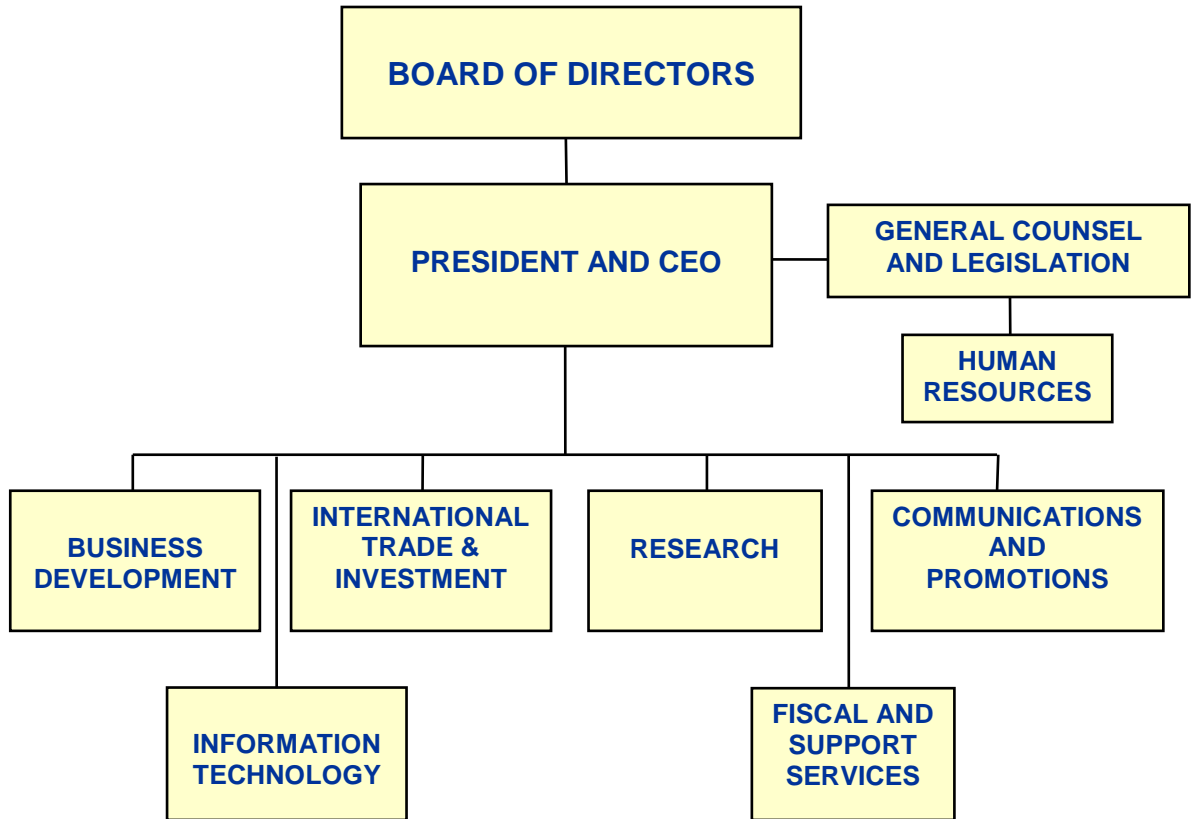 BOARD OF DIRECTORS
PRESIDENT AND CEO
GENERAL COUNSEL
AND LEGISLATION
HUMAN
RESOURCES
BUSINESS
DEVELOPMENT
INTERNATIONAL
TRADE &
INVESTMENT
RESEARCH
COMMUNICATIONS
AND
PROMOTIONS
INFORMATION
TECHNOLOGY
FISCAL AND
SUPPORT
SERVICES